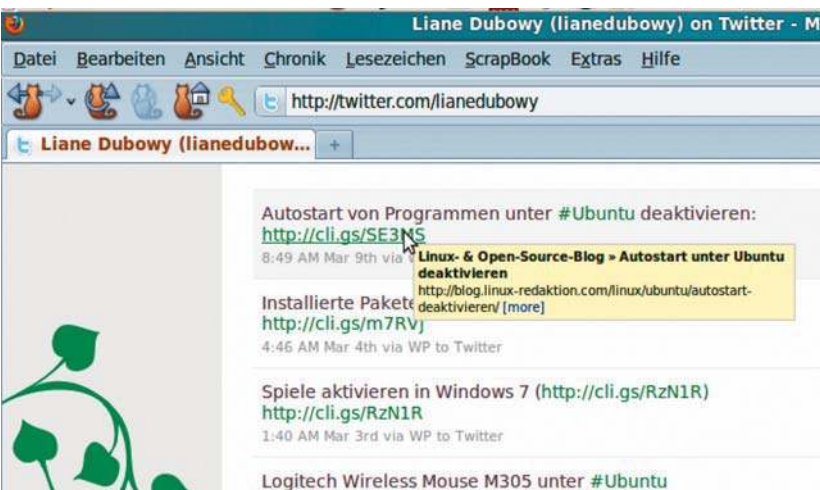 Liane Dubowy (lianedubowy) on Twitter - M
Datei Bearbeiten Ansicht Chronik Lesezeichen ScrapBook Extras Hilfe
http://twitter.com/lianedubowy
Liane Dubowy (lianedubow... +
Autostart von Programmen unter #Ubuntu deaktivieren:
http://cli.gs/SE3MS
8:49 AM Mar 9th via
Linux- & Open-Source-Blog » Autostart unter Ubuntu
deaktivieren
http://blog.linux-redaktion.com/linux/ubuntu/autostart-
deaktivieren/ [more]
Installierte Pakete
http://cli.gs/m7RVj
4:46 AM Mar 4th via WP to Twitter
Spiele aktivieren in Windows 7 (http://cli.gs/RzN1R)
http://cli.gs/RzN1R
1:40 AM Mar 3rd via WP to Twitter
Logitech Wireless Mouse M305 unter #Ubuntu